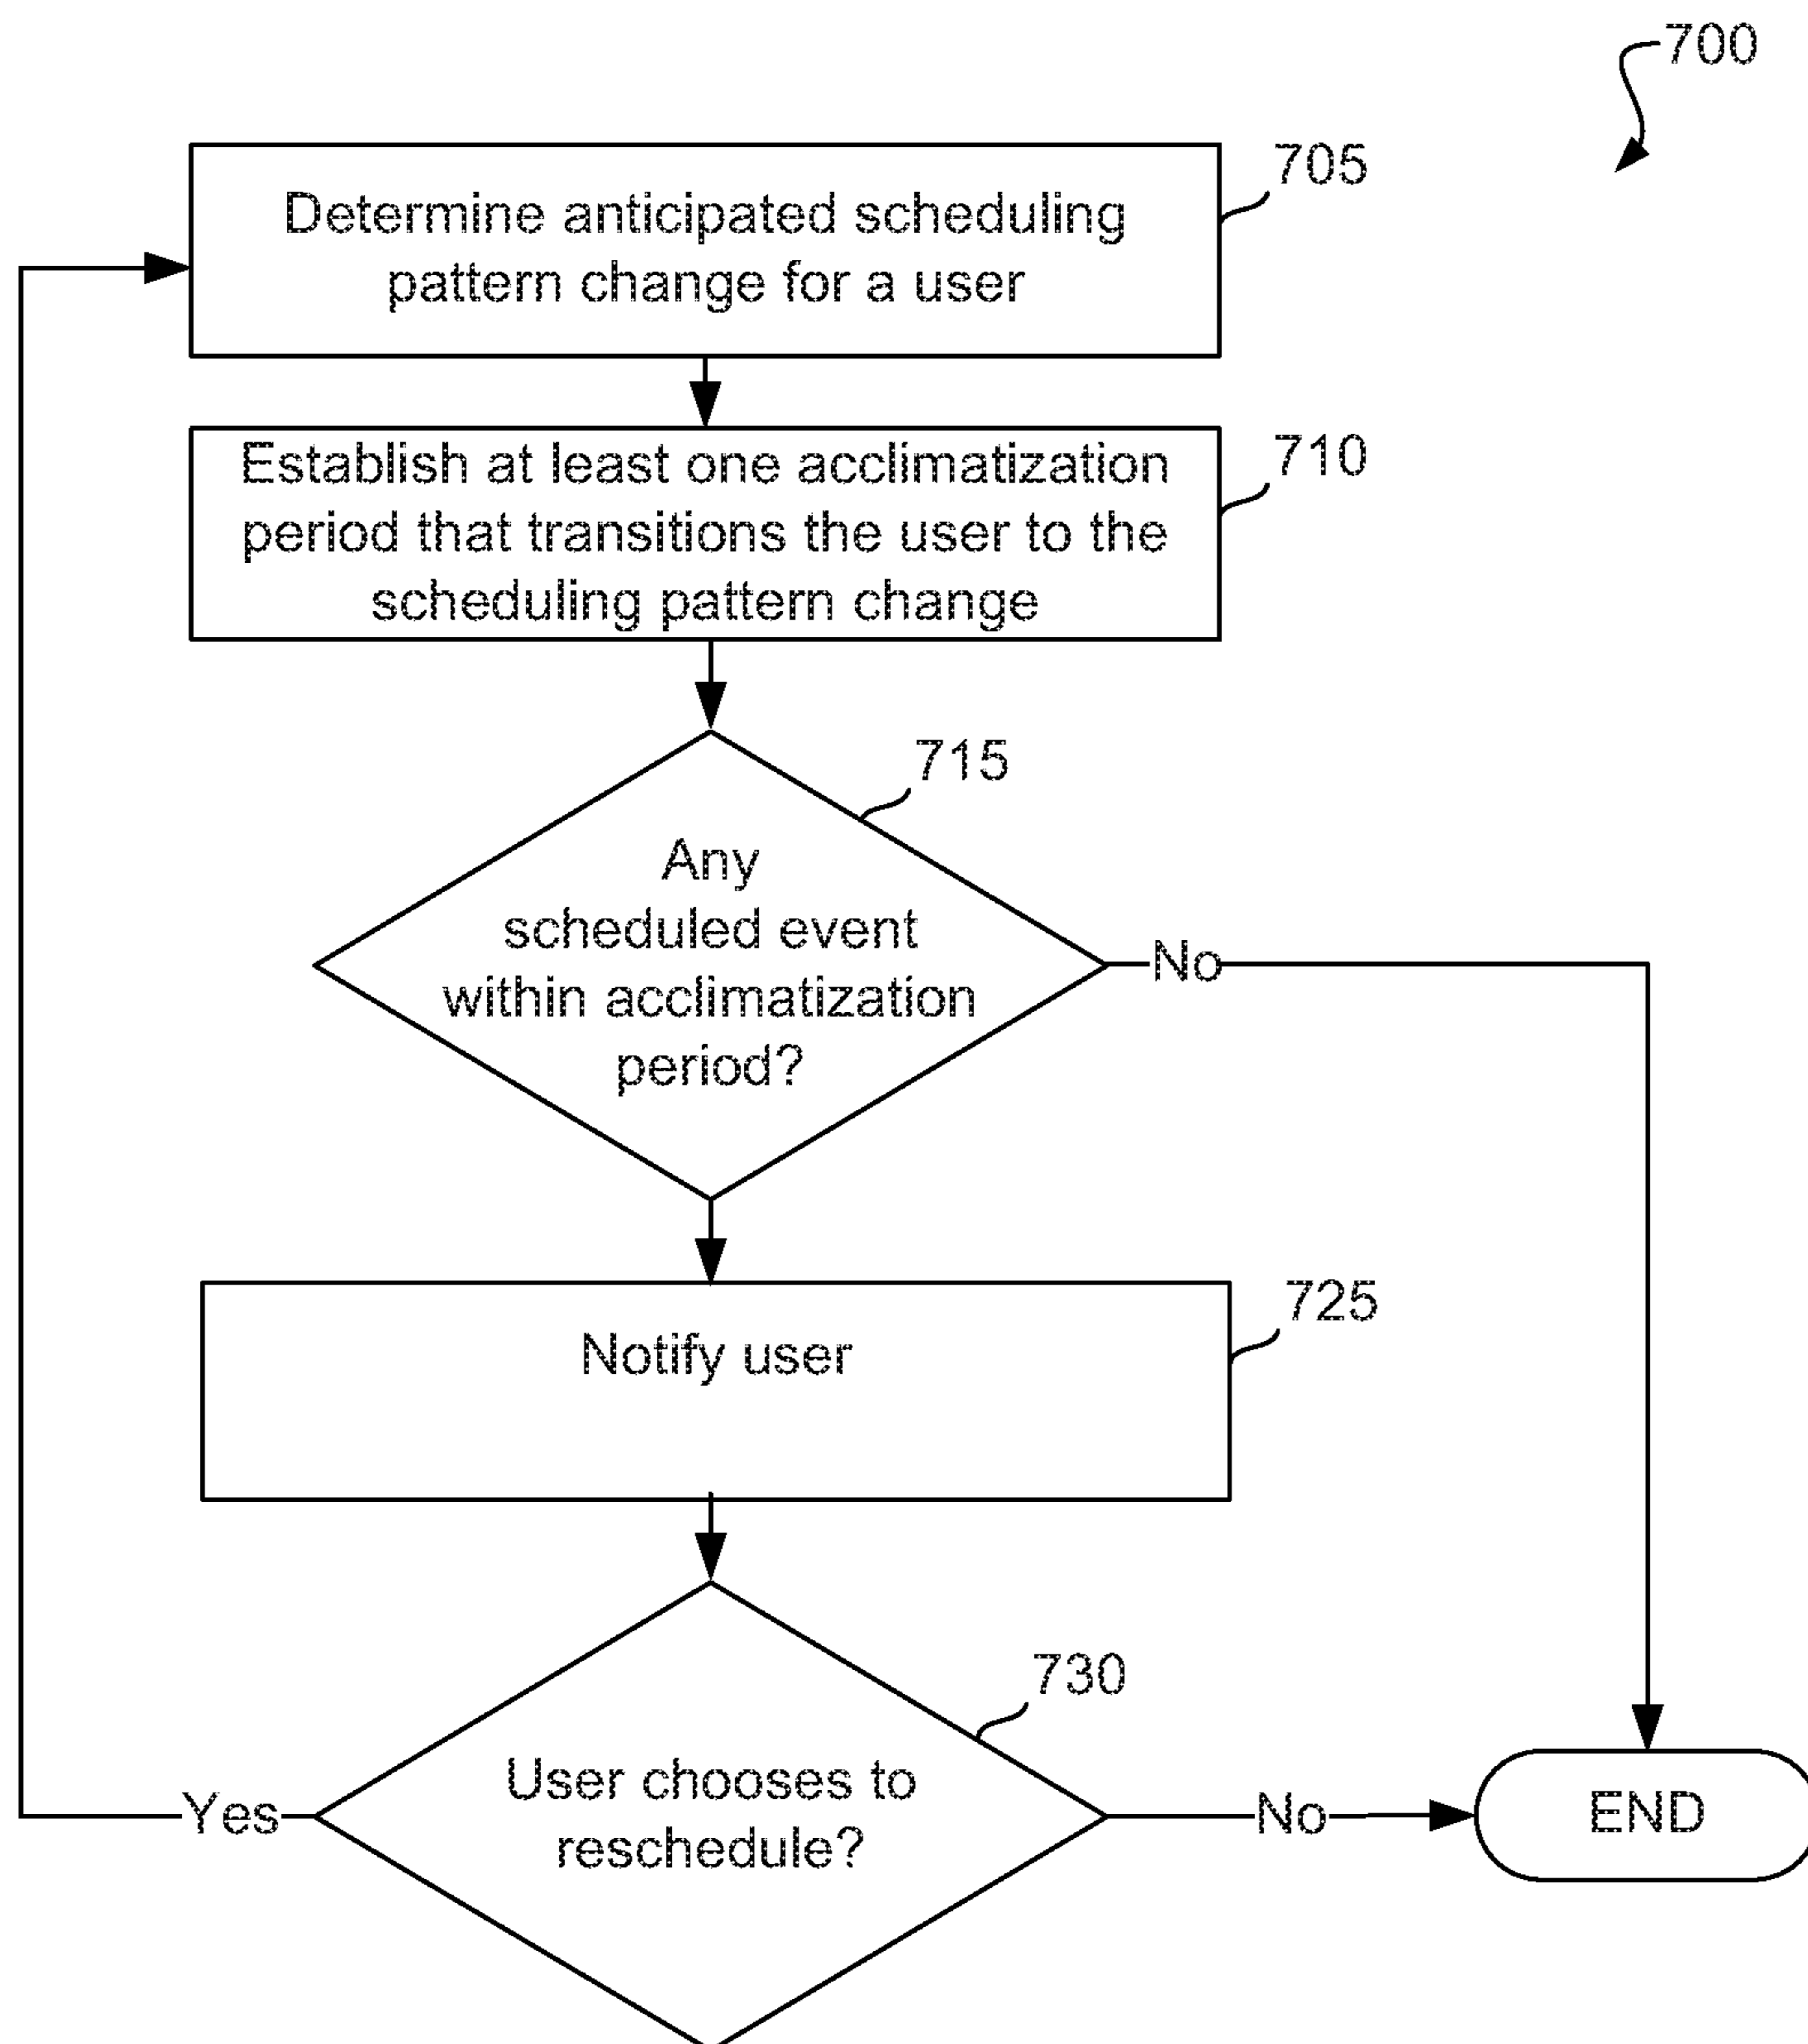 700
705
Determine anticipated scheduling
pattern change for a user
710
Establish at least one acclimatization
period that transitions the user to the
scheduling pattern change
715
Any
scheduled event
within acclimatization
period?
No
725
Notify user
730
User chooses to
reschedule?
Yes
No
END